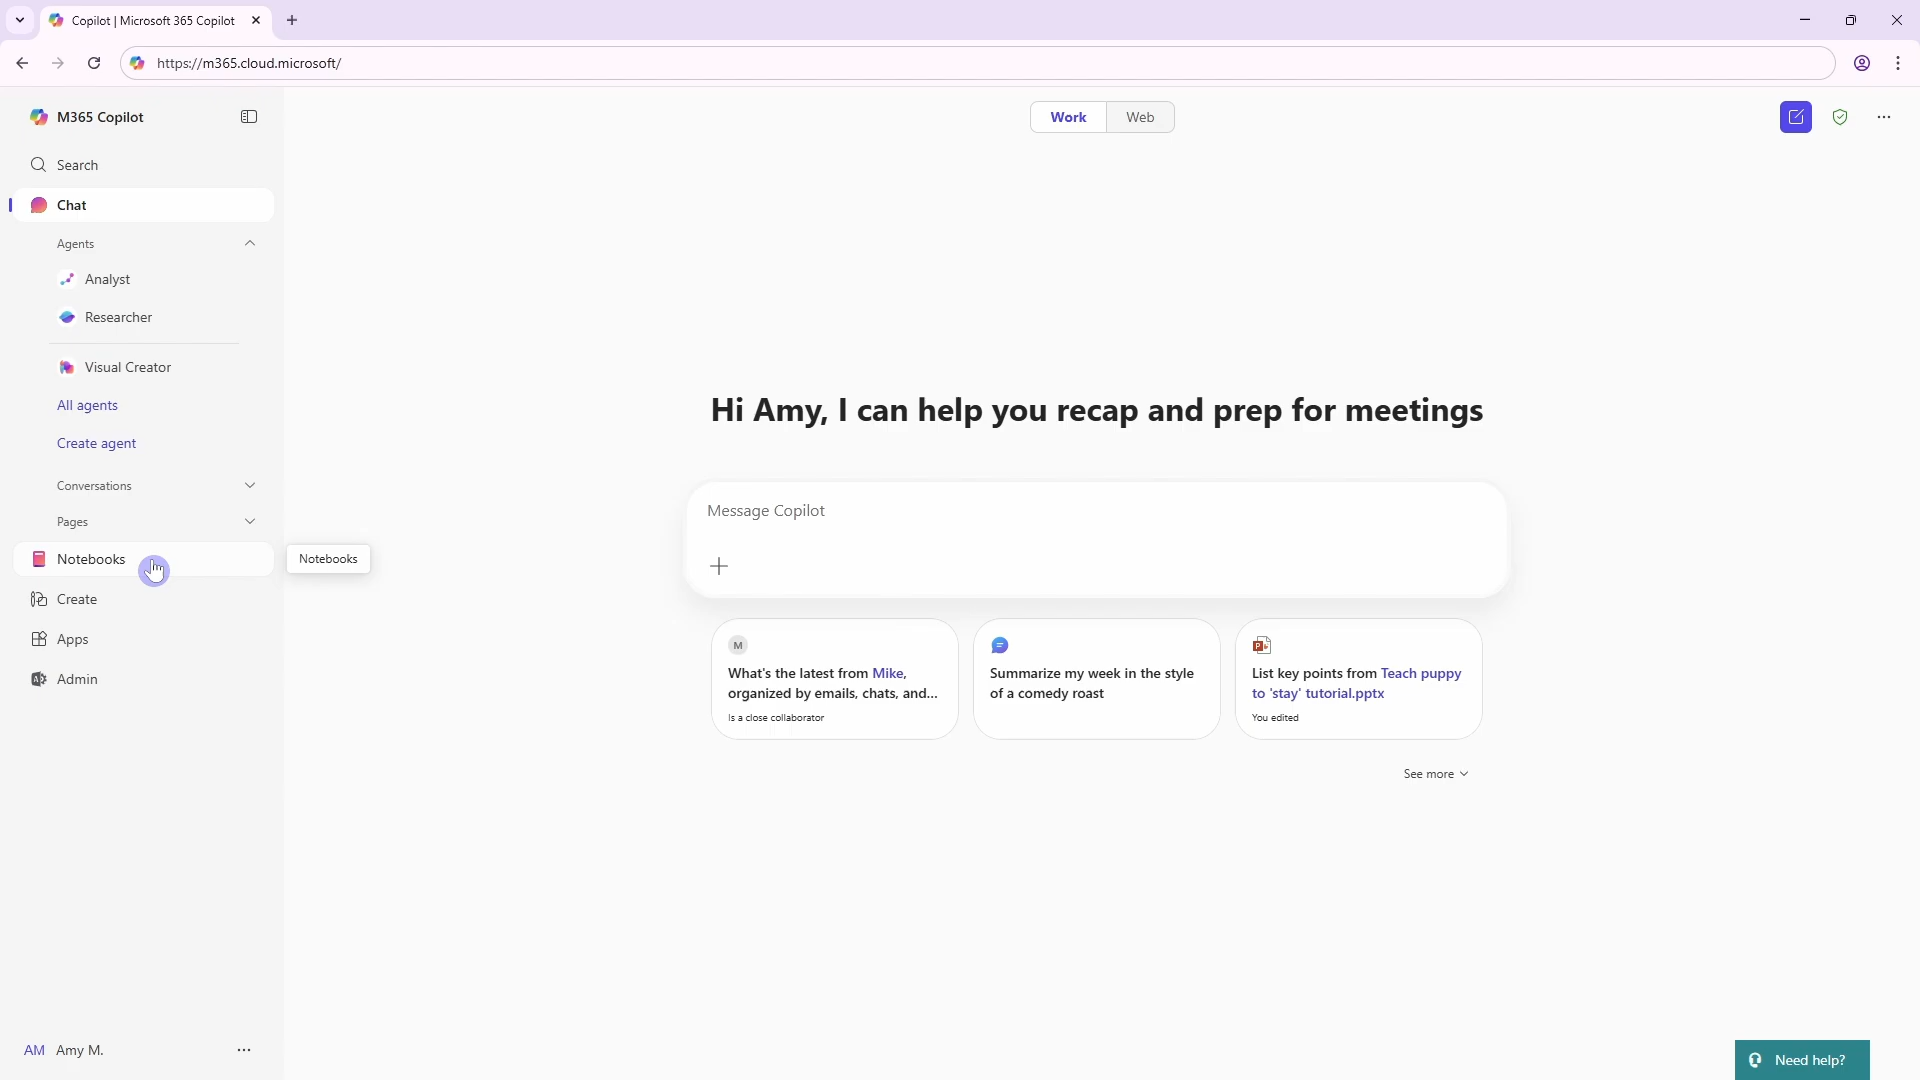 Copilot | Microsoft 365 Copilot
https://m365.cloud.microsoft/
M365 Copilot
Work
Web
Search
Chat
Agents
Analyst
Researcher
Visual Creator
All agents
Create agent
Conversations
Pages
Notebooks
Notebooks
Create
Apps
Admin
Hi Amy, I can help you recap and prep for meetings
Message Copilot
M
What's the latest from Mike,
organized by emails, chats, and...
Is a close collaborator
Summarize my week in the style
of a comedy roast
List key points from Teach puppy
to 'stay' tutorial.pptx
You edited
See more
AM Amy M.
Need help?